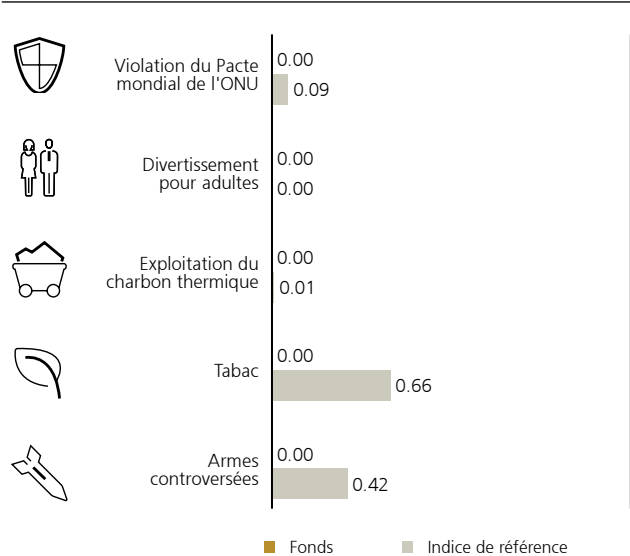 Violation du Pacte
mondial de l'ONU
0.00
0.09
Divertissement
pour adultes
0.00
0.00
Exploitation du
charbon thermique
0.00
0.01
Tabac
0.00
0.66
Armes
controversées
0.00
0.42
Fonds
Indice de référence